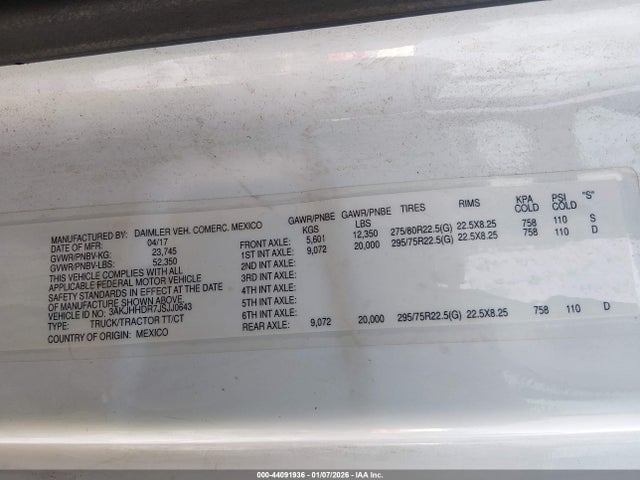 MANUFACTURED BY: DAIMLER VEH. COMERC. MEXICO
DATE OF MFR: 04/17
GVWR/PNBV-KG: 23,745
GVWR/PNBV-LBS: 52,350
THIS VEHICLE COMPLIES WITH ALL
APPLICABLE FEDERAL MOTOR VEHICLE
SAFETY STANDARDS IN EFFECT AT THE DATE
OF MANUFACTURE SHOWN ABOVE
VEHICLE ID NO.: 3AKJHHDR7JSJJ0643
TYPE: TRUCK/TRACTOR TT/CT
COUNTRY OF ORIGIN: MEXICO
GAWR/PNBE KGS GAWR/PNBE LBS TIRES RIMS KPA COLD PSI COLD "S"
FRONT AXLE: 5,601 12,350 275/80R22.5(G) 22.5X8.25 758 110 S
1ST INT AXLE: 9,072 20,000 295/75R22.5(G) 22.5X8.25 758 110 D
2ND INT AXLE:
3RD INT AXLE:
4TH INT AXLE:
5TH INT AXLE:
6TH INT AXLE:
REAR AXLE: 9,072 20,000 295/75R22.5(G) 22.5X8.25 758 110 D
000-44091936 - 01/07/2026 - IAA Inc.